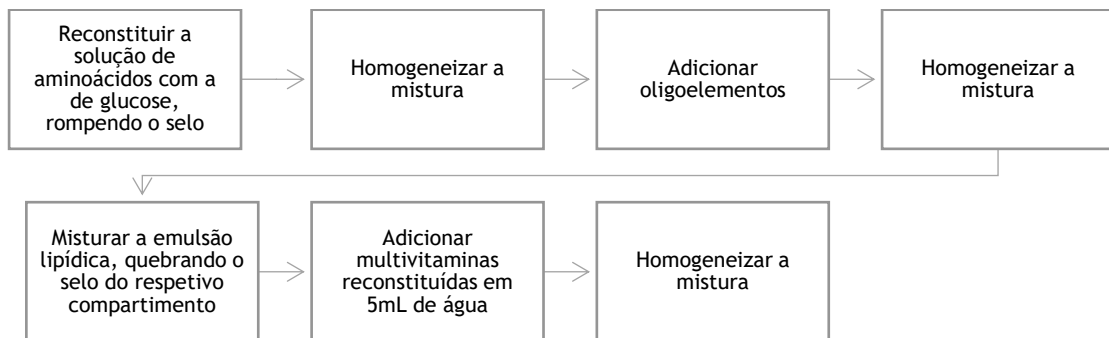 Reconstituir a
solução de
aminoácidos com a
de glucose,
rompendo o selo
Homogeneizar a
mistura
Adicionar
oligoelementos
Homogeneizar a
mistura
Misturar a emulsão
lipídica, quebrando o
selo do respetivo
compartimento
Adicionar
multivitaminas
reconstituídas em
5mL de água
Homogeneizar a
mistura